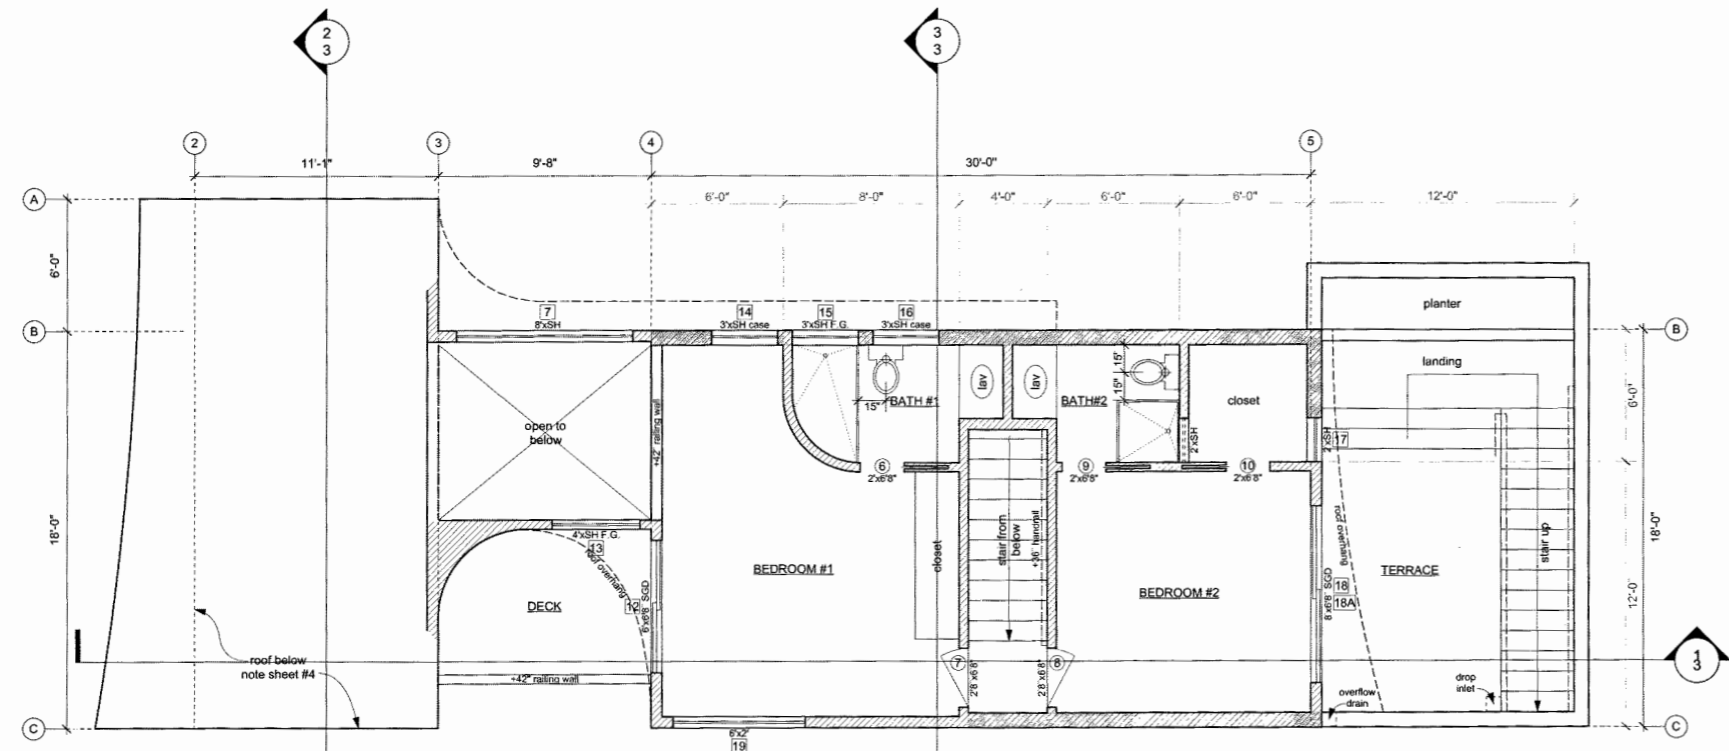 2
3
3
3
2
3
4
5
11'-1"
9'-8"
30'-0"
6'-0"
8'-0"
4'-0"
6'-0"
6'-0"
12'-0"
A
6'-0"
B
18'-0"
C
7
8'xSH
14
3'xSH case
15
3'xSH F.G.
16
3'xSH case
planter
landing
B
6'-0"
18'-0"
12'-0"
C
open to
below
+42" railing wall
15"
BATH #1
lav
lav
BATH#2
15"
15"
closet
2'xSH
2'xSH
17
6
2'x6'8"
9
2'x6'8"
10
2'x6'8"
4'xSH F.G.
13
roof overhang
12
6'x6'8" SGD
DECK
BEDROOM #1
closet
stair from
below
+36" handrail
BEDROOM #2
8'x6'8" SGD
18
18A
roof overhang
TERRACE
stair up
roof below
note sheet #4
+42" railing wall
7
2'8"x6'8"
2'8"x6'8"
8
1
3
overflow
drain
drop
inlet
6'x2'
19